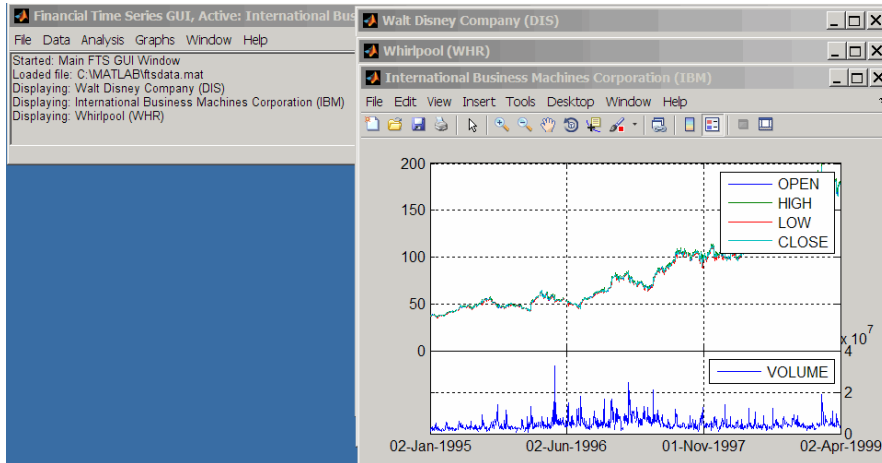 Financial Time Series GUI, Active: International Bus
File Data Analysis Graphs Window Help
Started: Main FTS GUI Window
Loaded file: C:\MATLAB\ftsdata.mat
Displaying: Walt Disney Company (DIS)
Displaying: International Business Machines Corporation (IBM)
Displaying: Whirlpool (WHR)
Walt Disney Company (DIS)
Whirlpool (WHR)
International Business Machines Corporation (IBM)
File Edit View Insert Tools Desktop Window Help
200
150
100
50
0
OPEN
HIGH
LOW
CLOSE
x 10^7
4
2
0
VOLUME
02-Jan-1995 02-Jun-1996 01-Nov-1997 02-Apr-1999